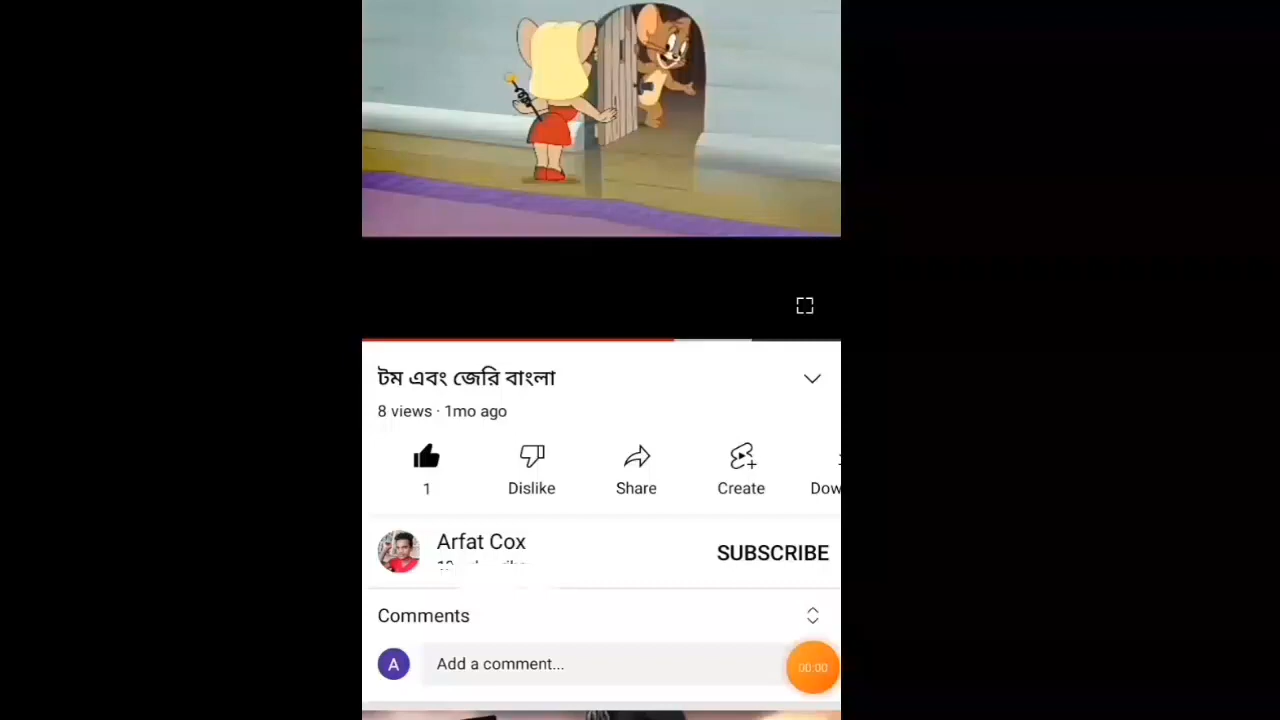 টম এবং জেরি বাংলা
8 views · 1mo ago
1
Dislike
Share
Create
Dow
Arfat Cox
SUBSCRIBE
Comments
A
Add a comment...
00:00